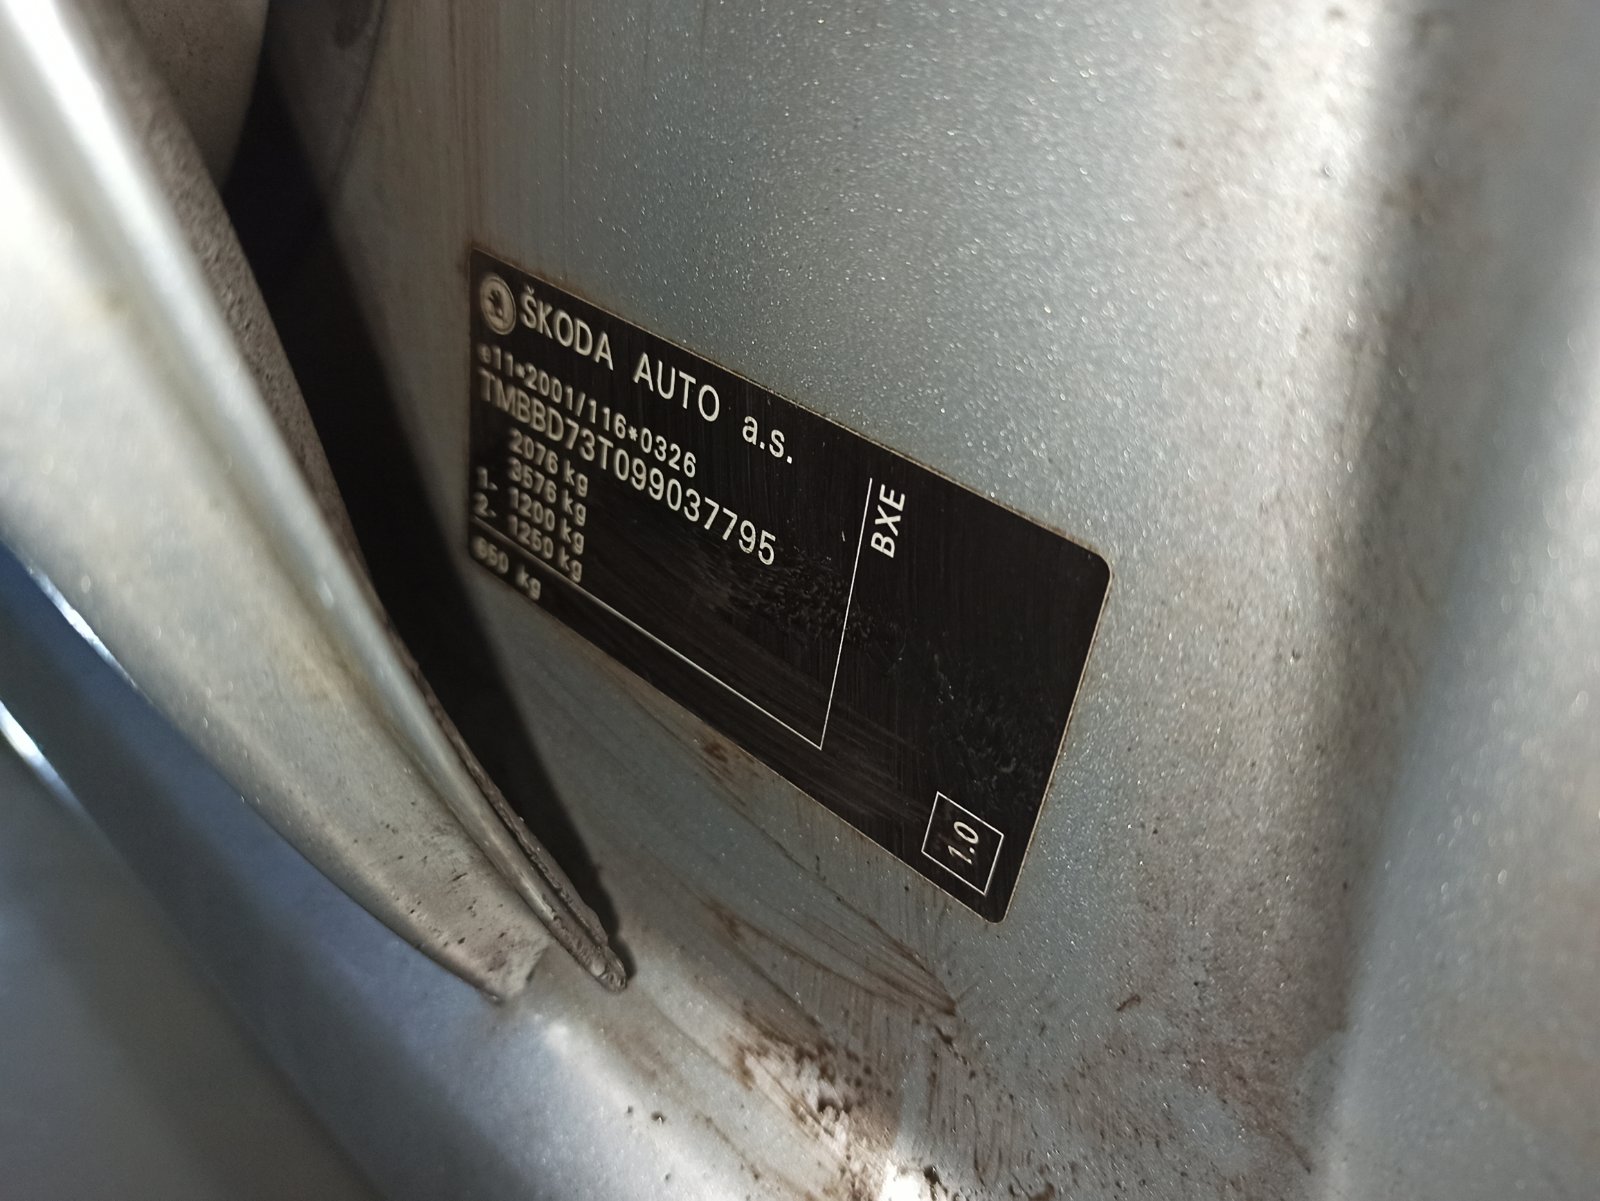 ŠKODA AUTO a.s.
e11*2001/116*0326
TMBBD73T099037795
2076 kg
3576 kg
1- 1200 kg
2- 1250 kg
650 kg
BXE
1.0